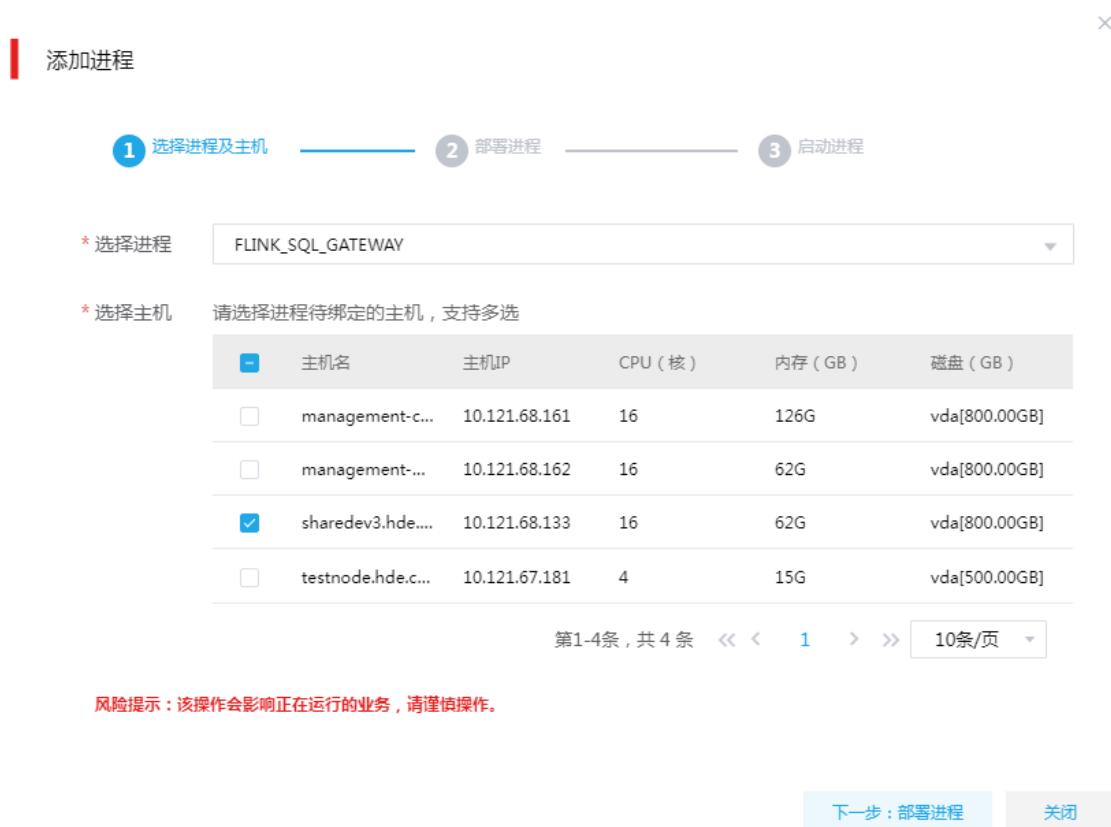 添加进程
1 选择进程及主机 2 部署进程 3 启动进程
* 选择进程 FLINK_SQL_GATEWAY
* 选择主机 请选择进程待绑定的主机，支持多选
主机名 主机IP CPU（核） 内存（GB） 磁盘（GB）
management-c... 10.121.68.161 16 126G vda[800.00GB]
management-... 10.121.68.162 16 62G vda[800.00GB]
sharedev3.hde.... 10.121.68.133 16 62G vda[800.00GB]
testnode.hde.c... 10.121.67.181 4 15G vda[500.00GB]
第1-4条，共 4 条 1 10条/页
风险提示：该操作会影响正在运行的业务，请谨慎操作。
下一步：部署进程 关闭